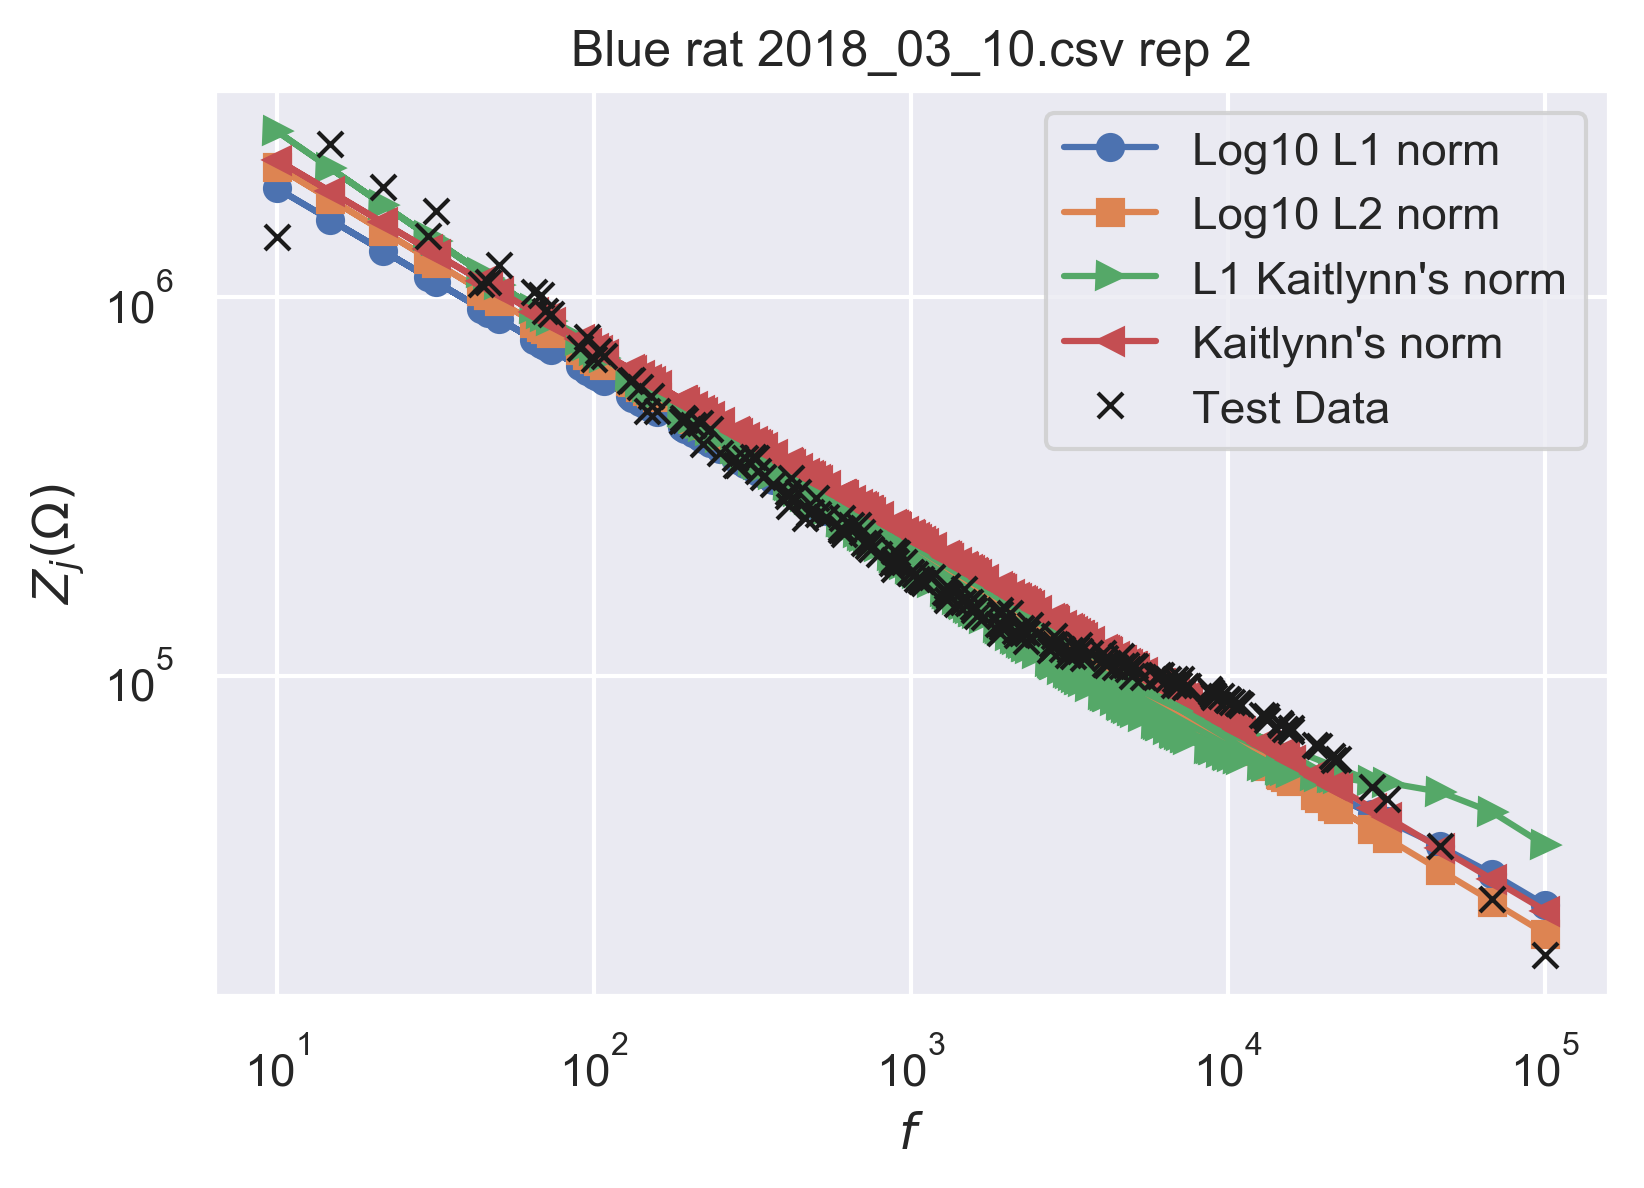 Blue rat 2018_03_10.csv rep 2
Log10 L1 norm
Log10 L2 norm
L1 Kaitlynn's norm
Kaitlynn's norm
Test Data
Z_j(Ω)
10^6
10^5
10^1 10^2 10^3 10^4 10^5
f